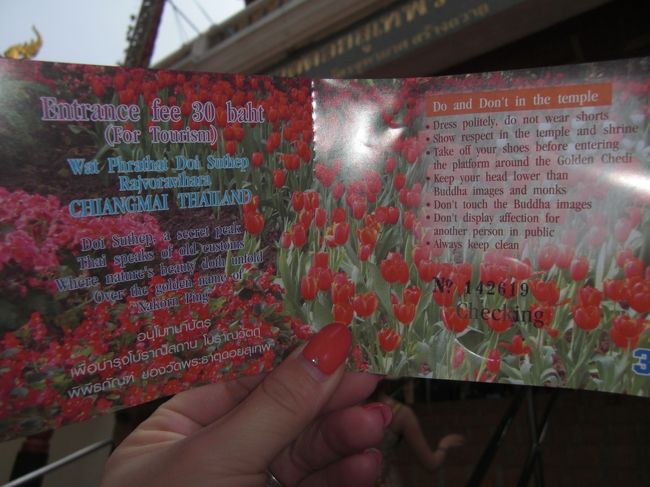 Entrance fee 30 baht
(For Tourism)
Wat Phrathat Doi Suthep
Rajvoravihara
CHIANGMAI THAILAND
Doi Suthep, a secret peak
Thai speaks of old customs
Where nature's beauty doth unfold
Over the golden name of
"Nakorn Ping"
อนุโมทนาบัตร
เพื่อบำรุงโบราณสถาน โบราณวัตถุ
พิพิธภัณฑ์ ของวัดพระธาตุดอยสุเทพ
Do and Don't in the temple
• Dress politely, do not wear shorts
• Show respect in the temple and shrine
• Take off your shoes before entering
the platform around the Golden Chedi
• Keep your head lower than
Buddha images and monks
• Don't touch the Buddha images
• Don't display affection for
another person in public
• Always keep clean
№ 142619
Checking
3